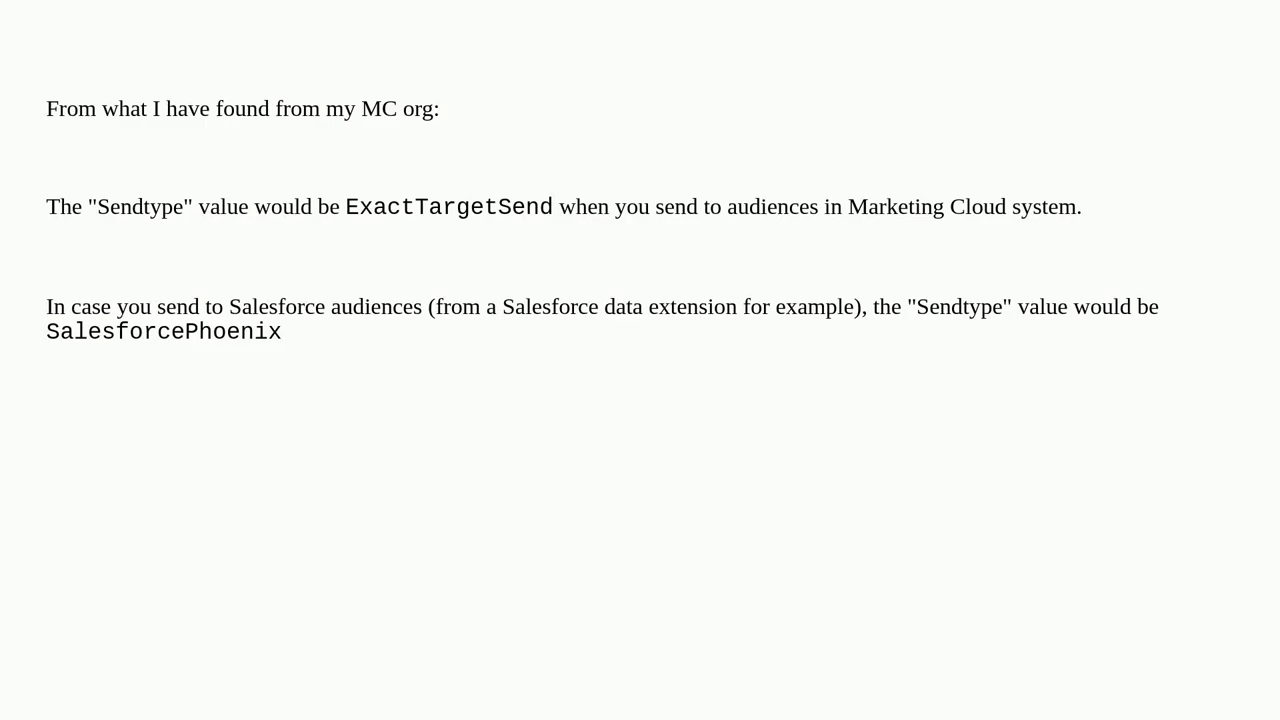 From what I have found from my MC org:
The "Sendtype" value would be ExactTargetSend when you send to audiences in Marketing Cloud system.
In case you send to Salesforce audiences (from a Salesforce data extension for example), the "Sendtype" value would be
SalesforcePhoenix